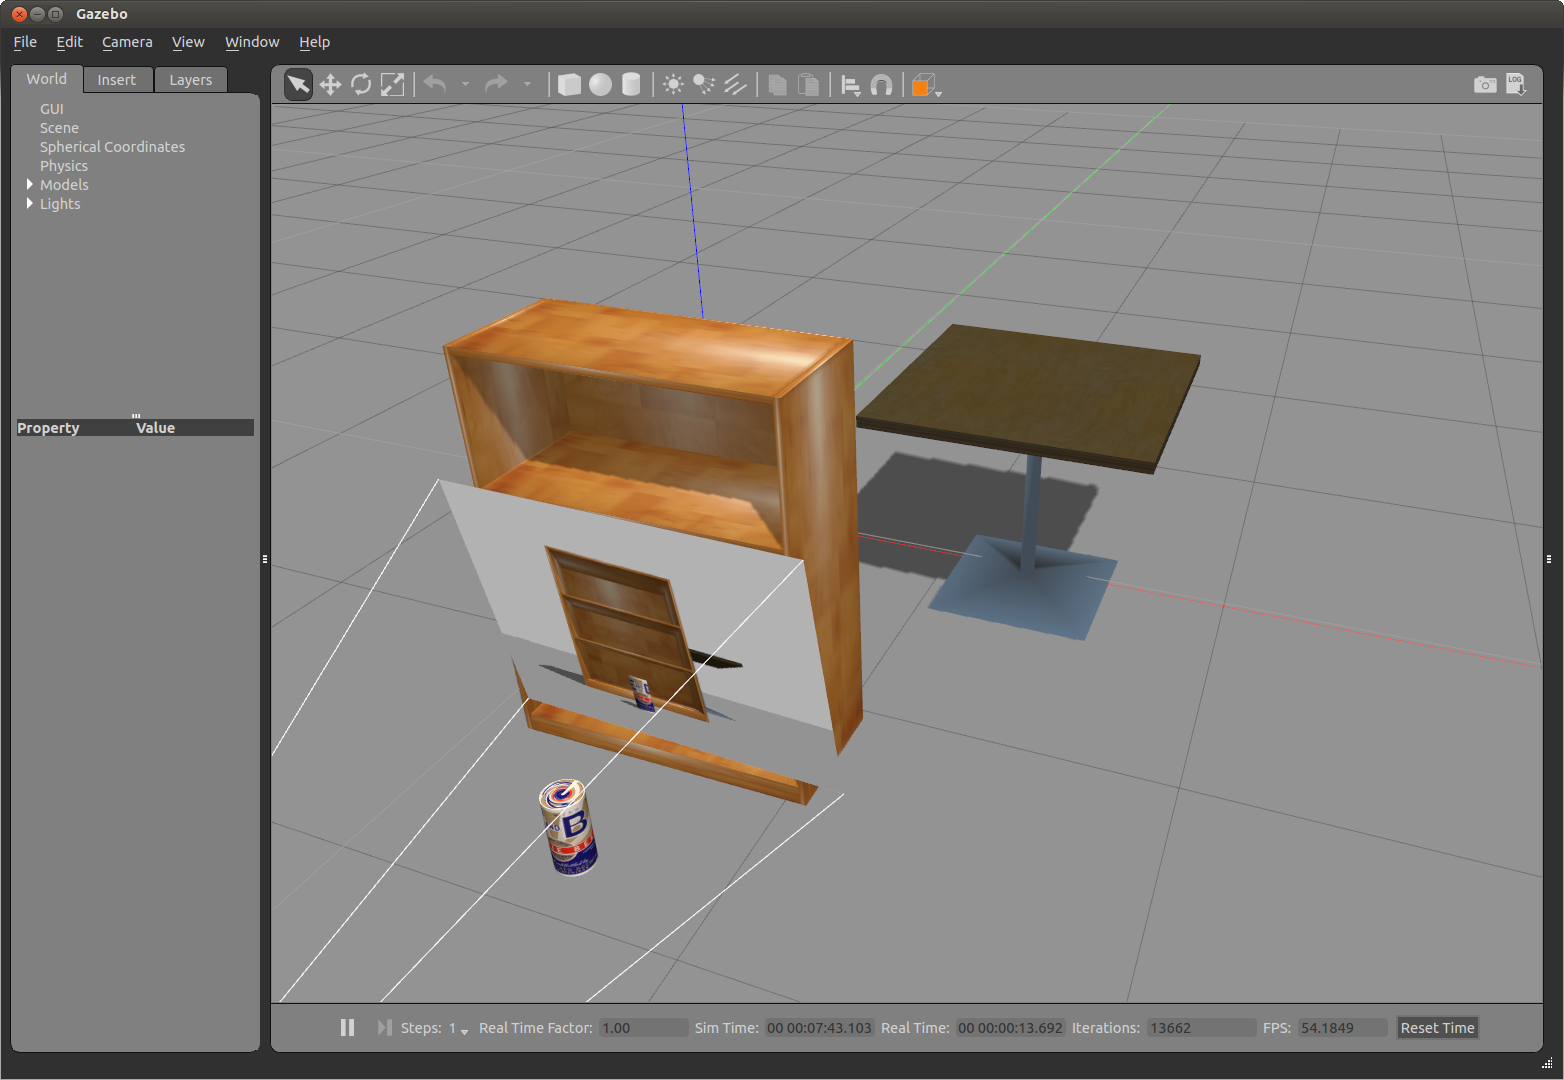 Gazebo
File Edit Camera View Window Help
World Insert Layers
LOG
GUI
Scene
Spherical Coordinates
Physics
Models
Lights
Property Value
B
Steps: 1 Real Time Factor: 1.00 Sim Time: 00 00:07:43.103 Real Time: 00 00:00:13.692 Iterations: 13662 FPS: 54.1849 Reset Time